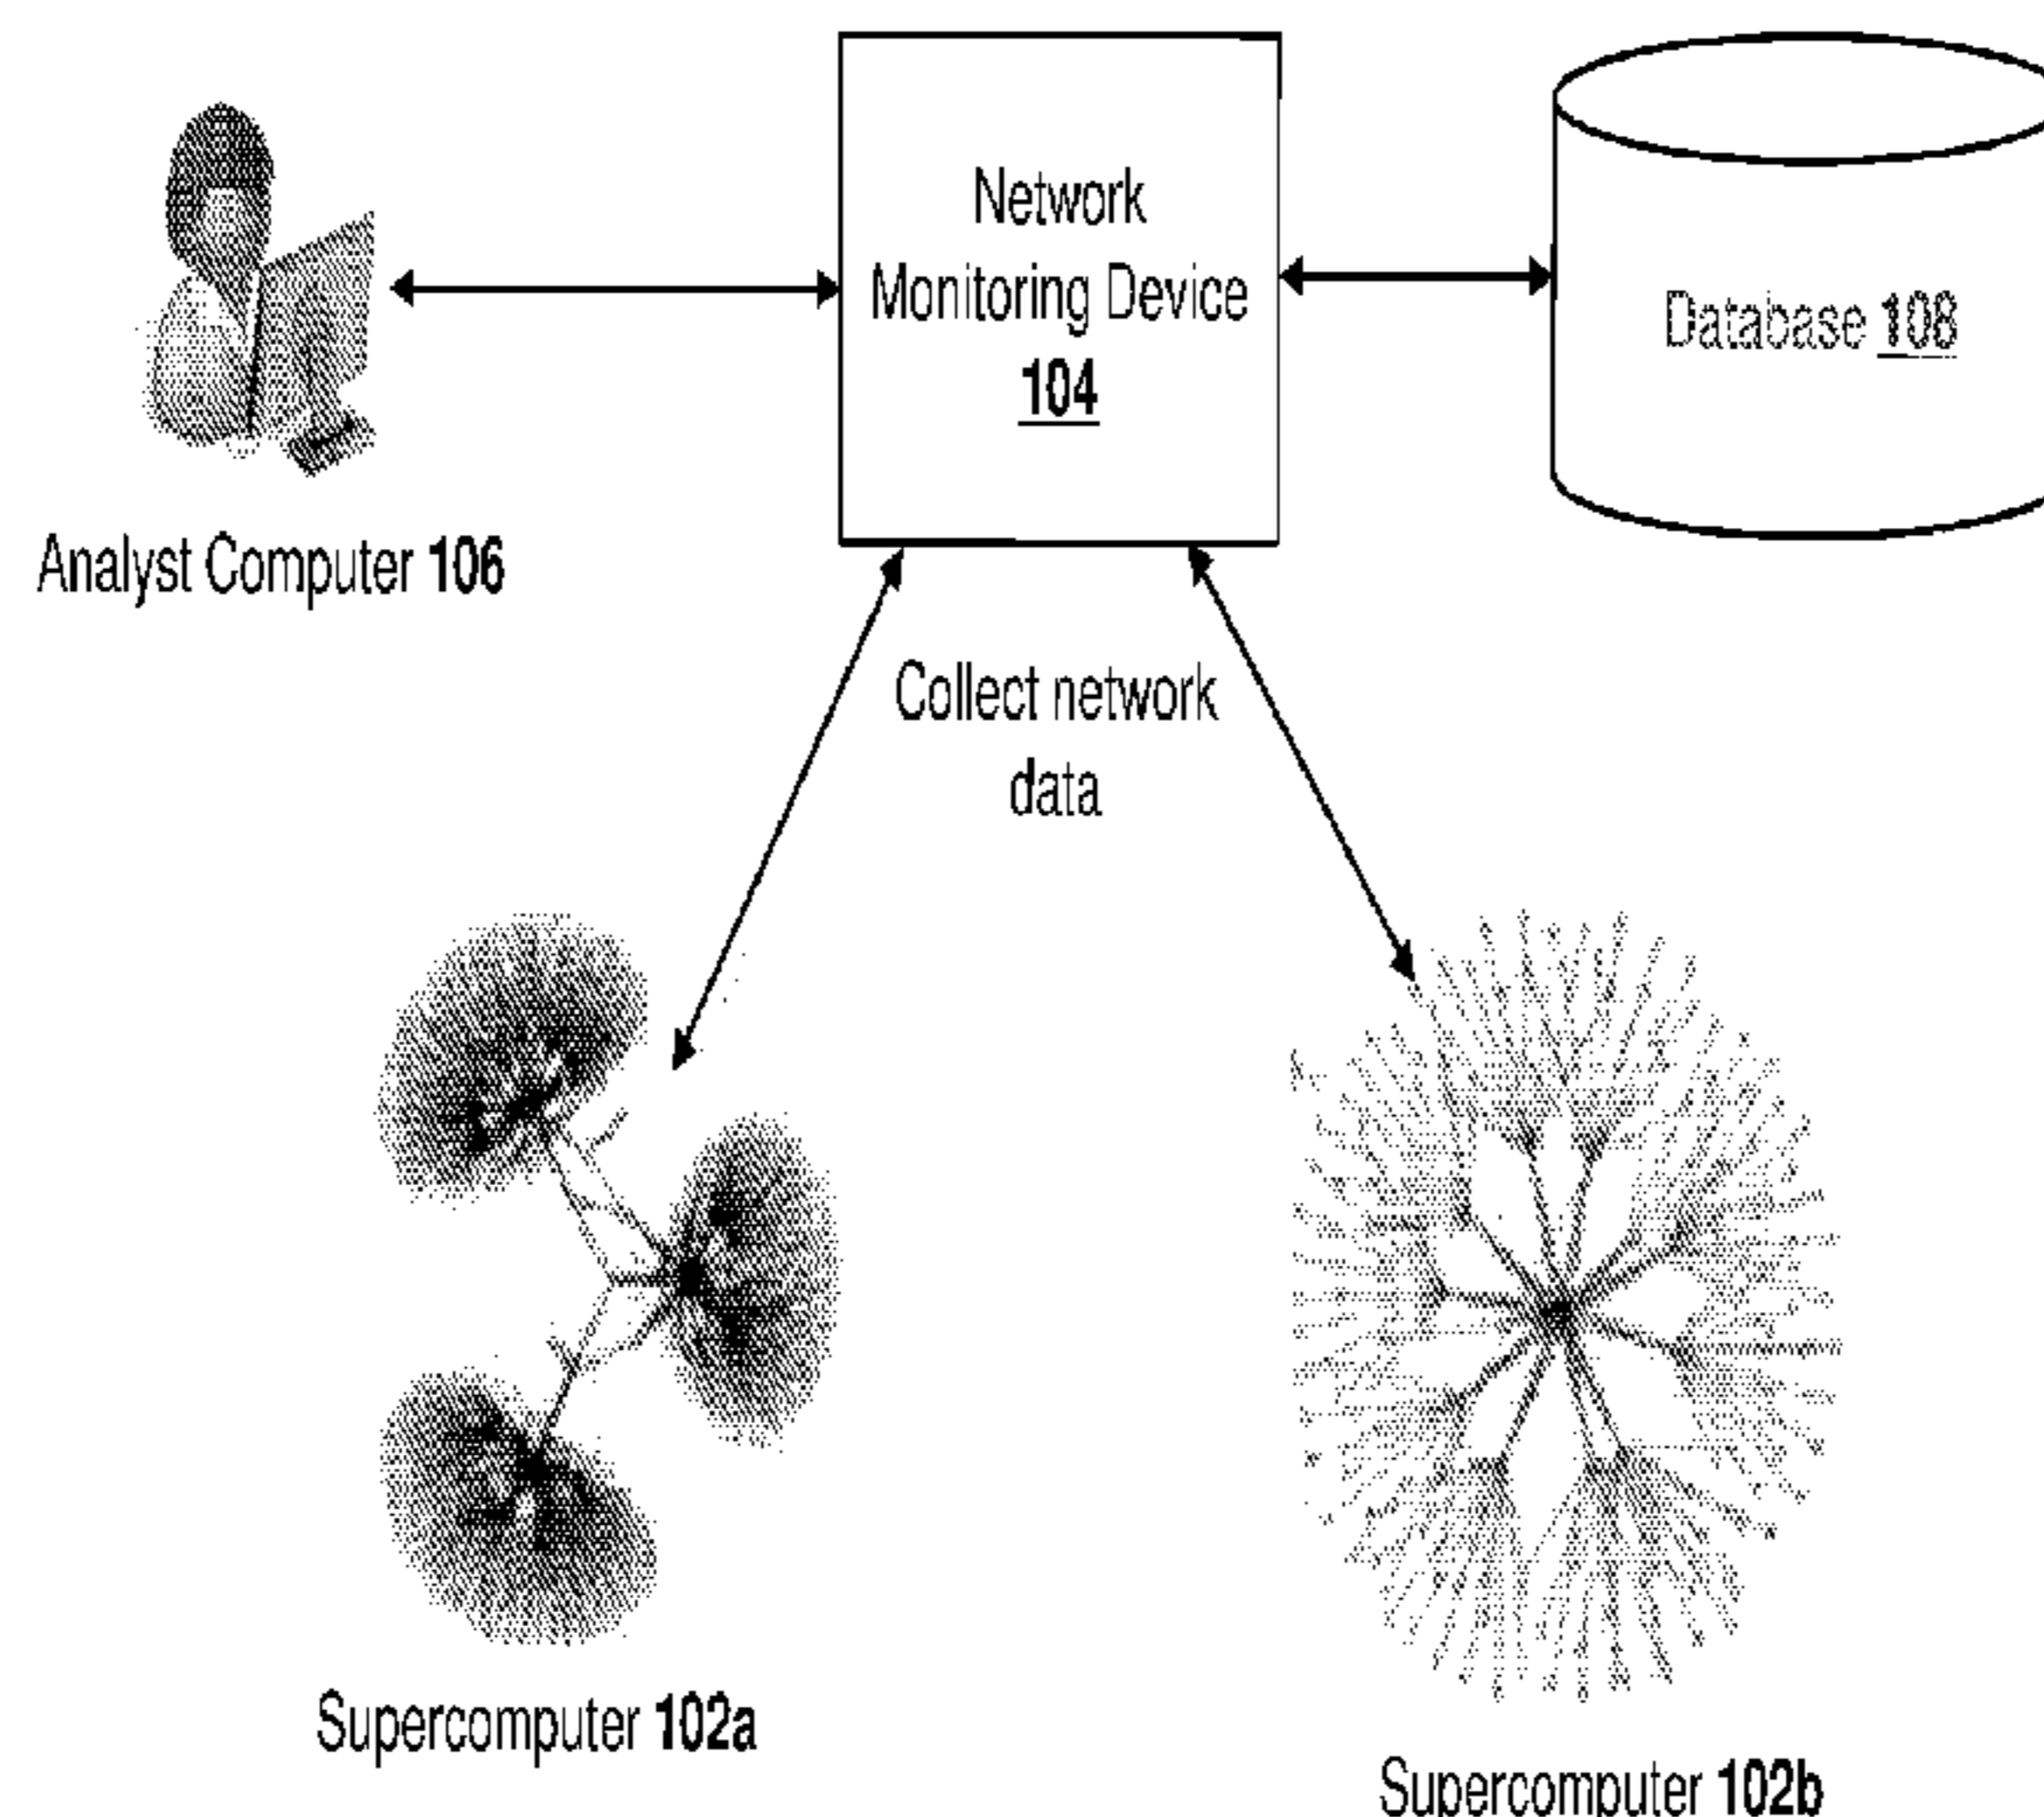 Network
Monitoring Device
104
Database 108
Analyst Computer 106
Collect network
data
Supercomputer 102a
Supercomputer 102b